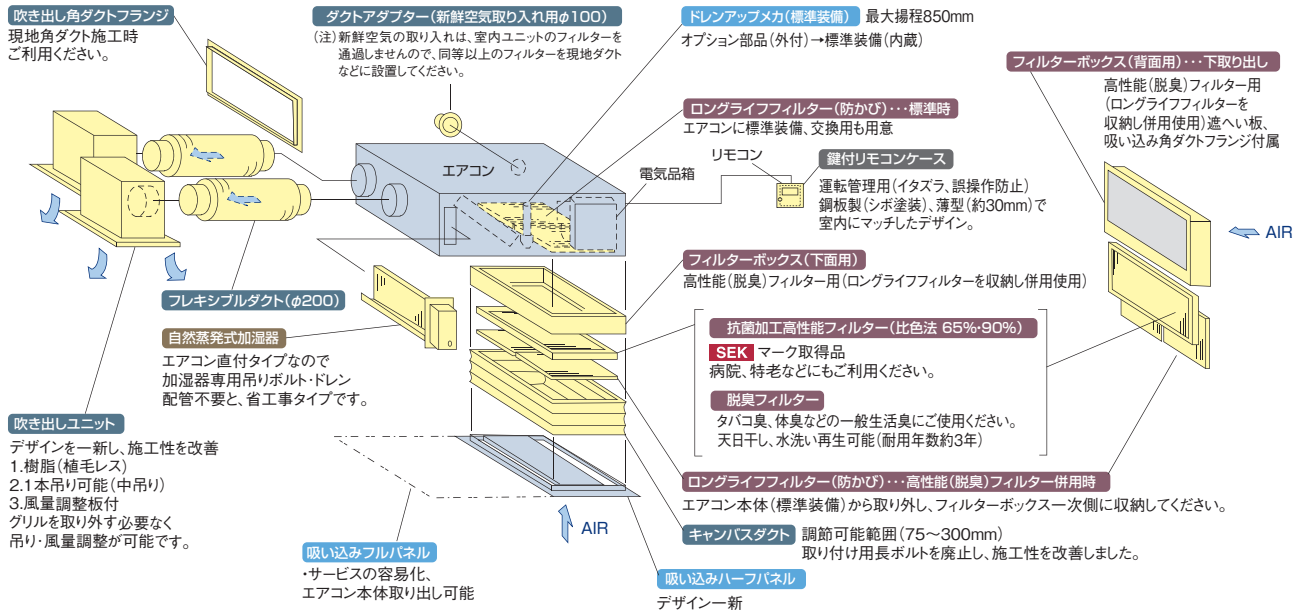 吹き出し角ダクトフランジ
現地角ダクト施工時
ご利用ください。
ダクトアダプター(新鮮空気取り入れ用φ100)
(注)新鮮空気の取り入れは、室内ユニットのフィルターを
通過しませんので、同等以上のフィルターを現地ダクト
などに設置してください。
ドレンアップメカ(標準装備) 最大揚程850mm
オプション部品(外付)→標準装備(内蔵)
フィルターボックス(背面用)・・・下取り出し
高性能(脱臭)フィルター用
(ロングライフフィルターを
収納し併用使用)遮へい板、
吸い込み角ダクトフランジ付属
ロングライフフィルター(防かび)・・・標準時
エアコンに標準装備、交換用も用意
エアコン
電気品箱
リモコン
鍵付リモコンケース
運転管理用(イタズラ、誤操作防止)
鋼板製(シボ塗装)、薄型(約30mm)で
室内にマッチしたデザイン。
AIR
フィルターボックス(下面用)
高性能(脱臭)フィルター用(ロングライフフィルターを収納し併用使用)
フレキシブルダクト(φ200)
自然蒸発式加湿器
エアコン直付タイプなので
加湿器専用吊りボルト・ドレン
配管不要と、省工事タイプです。
抗菌加工高性能フィルター(比色法 65%・90%)
SEK マーク取得品
病院、特老などにもご利用ください。
脱臭フィルター
タバコ臭、体臭などの一般生活臭にご使用ください。
天日干し、水洗い再生可能(耐用年数約3年)
吹き出しユニット
デザインを一新し、施工性を改善
1.樹脂(植毛レス)
2.1本吊り可能(中吊り)
3.風量調整板付
グリルを取り外す必要なく
吊り・風量調整が可能です。
ロングライフフィルター(防かび)・・・高性能(脱臭)フィルター併用時
エアコン本体(標準装備)から取り外し、フィルターボックス一次側に収納してください。
キャンバスダクト 調節可能範囲(75〜300mm)
取り付け用長ボルトを廃止し、施工性を改善しました。
AIR
吸い込みフルパネル
・サービスの容易化、
エアコン本体取り出し可能
吸い込みハーフパネル
デザイン一新